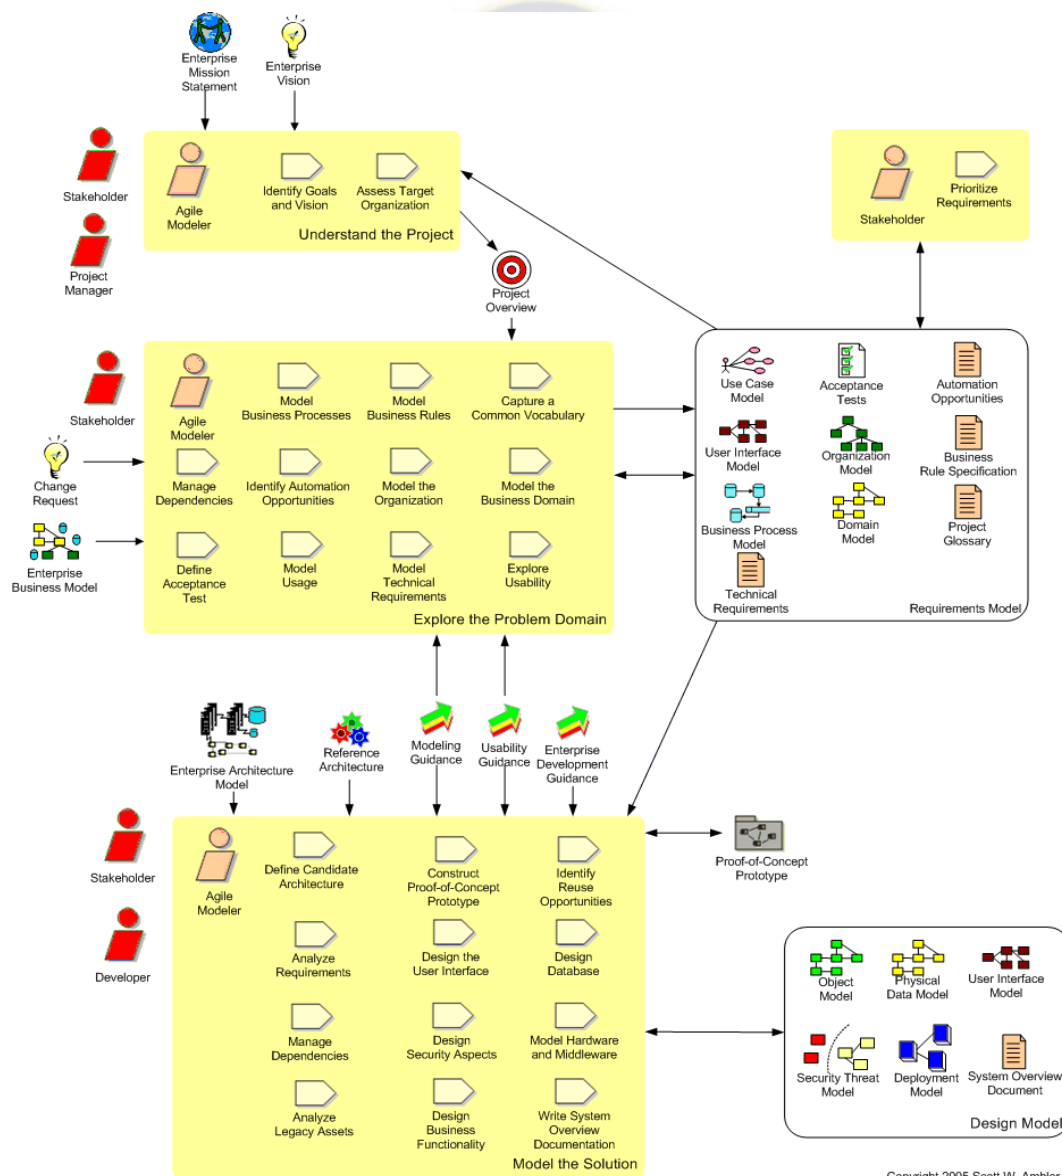 Enterprise
Mission
Statement
Enterprise
Vision
Stakeholder
Project
Manager
Agile
Modeler
Identify Goals
and Vision
Assess Target
Organization
Understand the Project
Stakeholder
Prioritize
Requirements
Project
Overview
Stakeholder
Change
Request
Enterprise
Business Model
Agile
Modeler
Model
Business Processes
Model
Business Rules
Capture a
Common Vocabulary
Manage
Dependencies
Identify Automation
Opportunities
Model the
Organization
Model the
Business Domain
Define
Acceptance
Test
Model
Usage
Model
Technical
Requirements
Explore
Usability
Explore the Problem Domain
Use Case
Model
Acceptance
Tests
Automation
Opportunities
User Interface
Model
Organization
Model
Business
Rule Specification
Business Process
Model
Domain
Model
Project
Glossary
Technical
Requirements
Requirements Model
Enterprise Architecture
Model
Reference
Architecture
Modeling
Guidance
Usability
Guidance
Enterprise
Development
Guidance
Stakeholder
Developer
Agile
Modeler
Define Candidate
Architecture
Construct
Proof-of-Concept
Prototype
Identify
Reuse
Opportunities
Analyze
Requirements
Design the
User Interface
Design
Database
Manage
Dependencies
Design
Security Aspects
Model Hardware
and Middleware
Analyze
Legacy Assets
Design
Business
Functionality
Write System
Overview
Documentation
Model the Solution
Proof-of-Concept
Prototype
Object
Model
Physical
Data Model
User Interface
Model
Security Threat
Model
Deployment
Model
System Overview
Document
Design Model
Copyright 2005 Scott W. Ambler